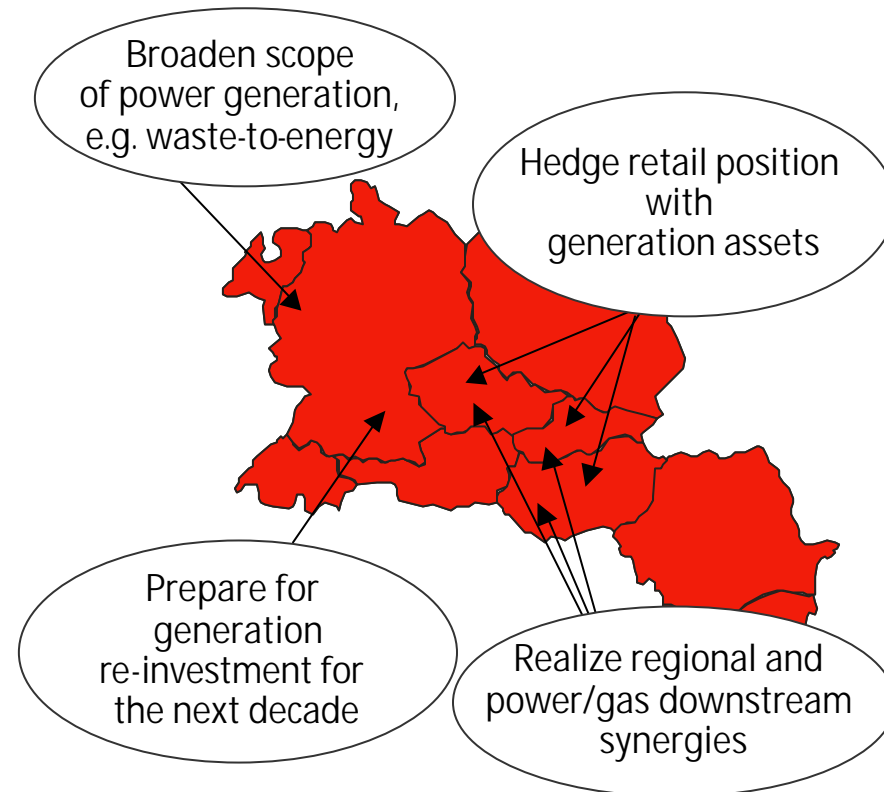 Broaden scope
of power generation,
e.g. waste-to-energy
Hedge retail position
with
generation assets
Prepare for
generation
re-investment for
the next decade
Realize regional and
power/gas downstream
synergies